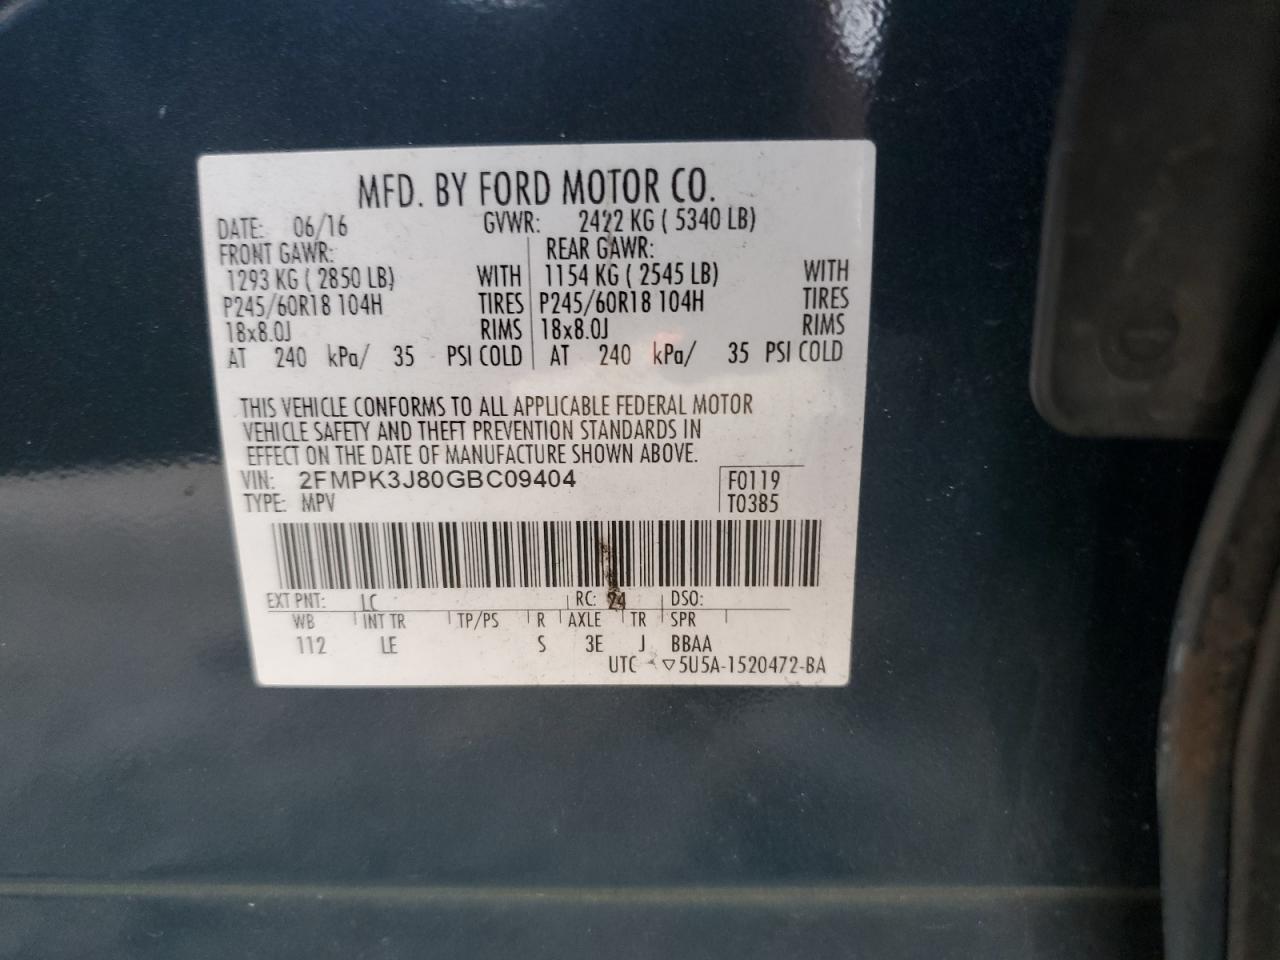 MFD. BY FORD MOTOR CO.
DATE: 06/16 GVWR: 2422 KG ( 5340 LB)
FRONT GAWR: REAR GAWR:
1293 KG ( 2850 LB) WITH 1154 KG ( 2545 LB) WITH
P245/60R18 104H TIRES P245/60R18 104H TIRES
18x8.0J RIMS 18x8.0J RIMS
AT 240 kPa/ 35 PSI COLD AT 240 kPa/ 35 PSI COLD
THIS VEHICLE CONFORMS TO ALL APPLICABLE FEDERAL MOTOR
VEHICLE SAFETY AND THEFT PREVENTION STANDARDS IN
EFFECT ON THE DATE OF MANUFACTURE SHOWN ABOVE.
VIN: 2FMPK3J80GBC09404 F0119
TYPE: MPV T0385
EXT PNT: LC RC: 24 DSO:
WB INT TR TP/PS R AXLE TR SPR
112 LE S 3E J BBAA
UTC ▽5U5A-1520472-BA